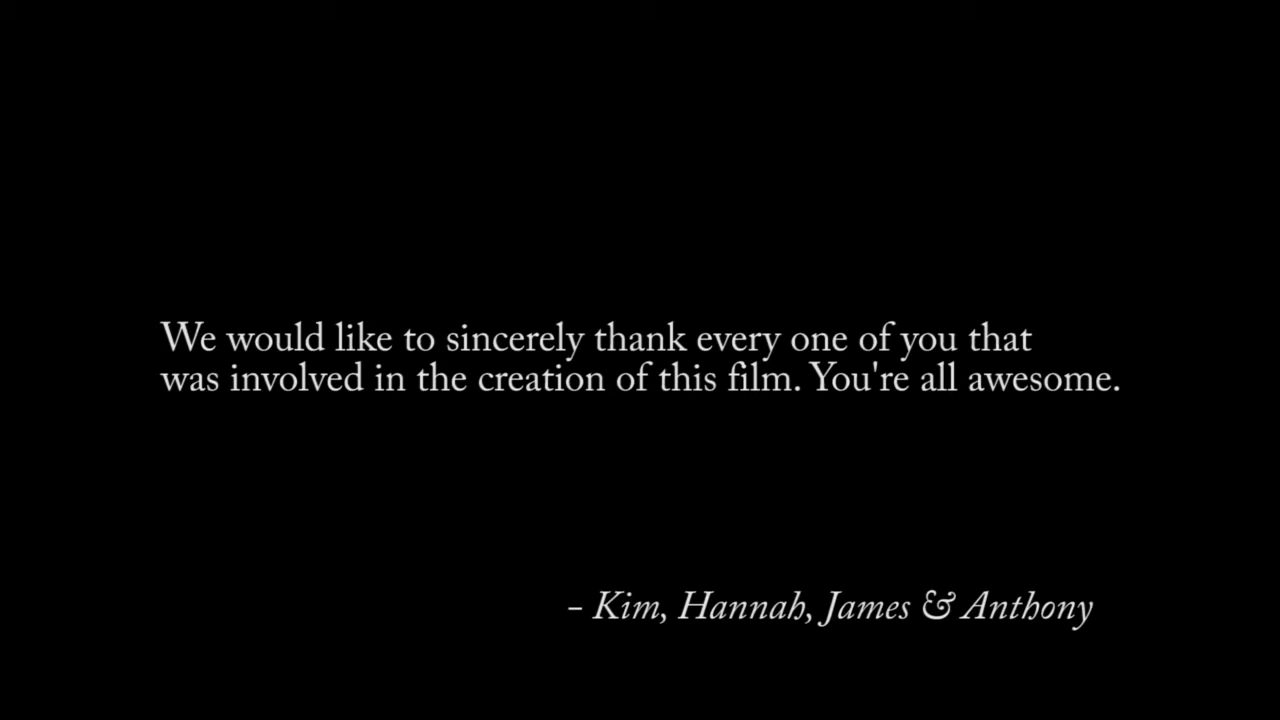 We would like to sincerely thank every one of you that
was involved in the creation of this film. You're all awesome.
– Kim, Hannah, James & Anthony